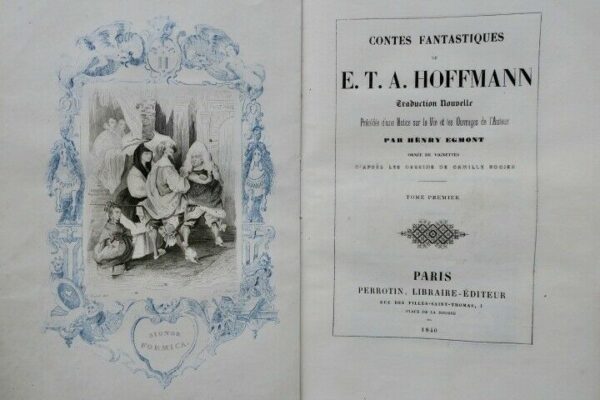 SIGNOR
FORMICA.
CONTES FANTASTIQUES
DE
E. T. A. HOFFMANN
Traduction Nouvelle
Précédée d'une Notice sur la Vie et les Ouvrages de l'Auteur
PAR HENRY EGMONT
ORNÉE DE VIGNETTES
D'APRÈS LES DESSINS DE CAMILLE ROGIER
TOME PREMIER
PARIS
PERROTIN, LIBRAIRE-ÉDITEUR
RUE DES FILLES-SAINT-THOMAS, 1
PLACE DE LA BOURSE
1840